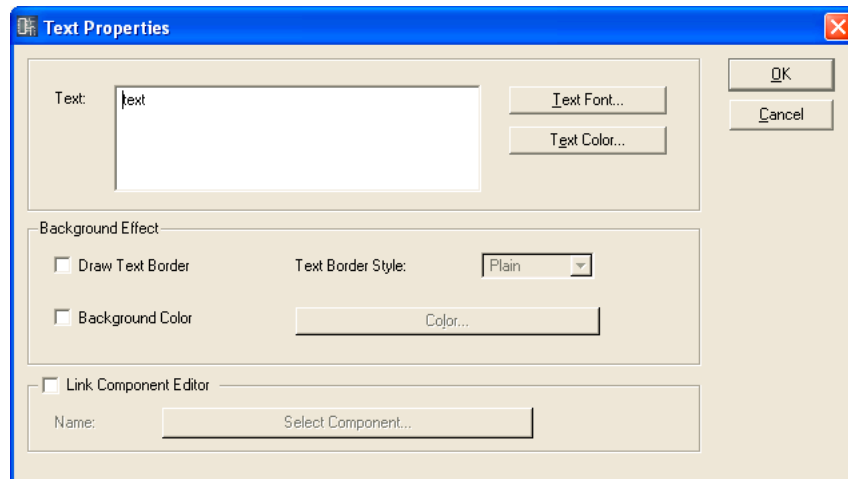 Text Properties
OK
Text:
text
Text Font...
Cancel
Text Color...
Background Effect
Draw Text Border
Text Border Style:
Plain
Background Color
Color...
Link Component Editor
Name:
Select Component...